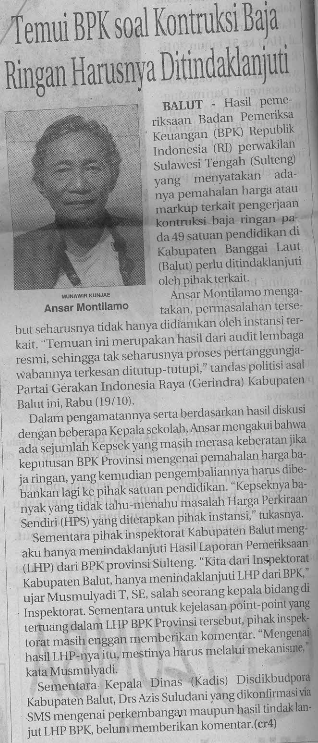 Temui BPK soal Kontruksi Baja
Ringan Harusnya Ditindaklanjuti
MUNAWIR KUNJAE
Ansar Montilamo
BALUT - Hasil peme-
riksaan Badan Pemeriksa
Keuangan (BPK) Republik
Indonesia (RI) perwakilan
Sulawesi Tengah (Sulteng)
yang menyatakan ada-
nya pemahalan harga atau
markup terkait pengerjaan
kontruksi baja ringan pa-
da 49 satuan pendidikan di
Kabupaten Banggai Laut
(Balut) perlu ditindaklanjuti
oleh pihak terkait.
Ansar Montilamo menga-
takan, permasalahan terse-
but seharusnya tidak hanya didiamkan oleh instansi ter-
kait. "Temuan ini merupakan hasil dari audit lembaga
resmi, sehingga tak seharusnya proses pertanggungja-
wabannya terkesan ditutup-tutupi," tandas politisi asal
Partai Gerakan Indonesia Raya (Gerindra) Kabupaten
Balut ini, Rabu (19/10).
Dalam pengamatannya serta berdasarkan hasil diskusi
dengan beberapa Kepala sekolah, Ansar mengakui bahwa
ada sejumlah Kepsek yang masih merasa keberatan jika
keputusan BPK Provinsi mengenai pemahalan harga ba-
ja ringan, yang kemudian pengembaliannya harus dibe-
bankan lagi ke pihak satuan pendidikan. "Kepseknya ba-
nyak yang tidak tahu-menahu masalah Harga Perkiraan
Sendiri (HPS) yang ditetapkan pihak instansi," tukasnya.
Sementara pihak inspektorat Kabupaten Balut meng-
aku hanya menindaklanjuti Hasil Laporan Pemeriksaan
(LHP) dari BPK provinsi Sulteng. "Kita dari Inspektorat
Kabupaten Balut, hanya menindaklanjuti LHP dari BPK,"
ujar Musmulyadi T, SE, salah seorang kepala bidang di
Inspektorat. Sementara untuk kejelasan point-point yang
tertuang dalam LHP BPK Provinsi tersebut, pihak inspek-
torat masih enggan memberikan komentar. "Mengenai
hasil LHP-nya itu, mestinya harus melalui mekanisme,"
kata Musmulyadi.
Sementara Kepala Dinas (Kadis) Disdikbudpora
Kabupaten Balut, Drs Azis Suludani yang dikonfirmasi via
SMS mengenai perkembangan maupun hasil tindak lan-
jut LHP BPK, belum memberikan komentar.(cr4)